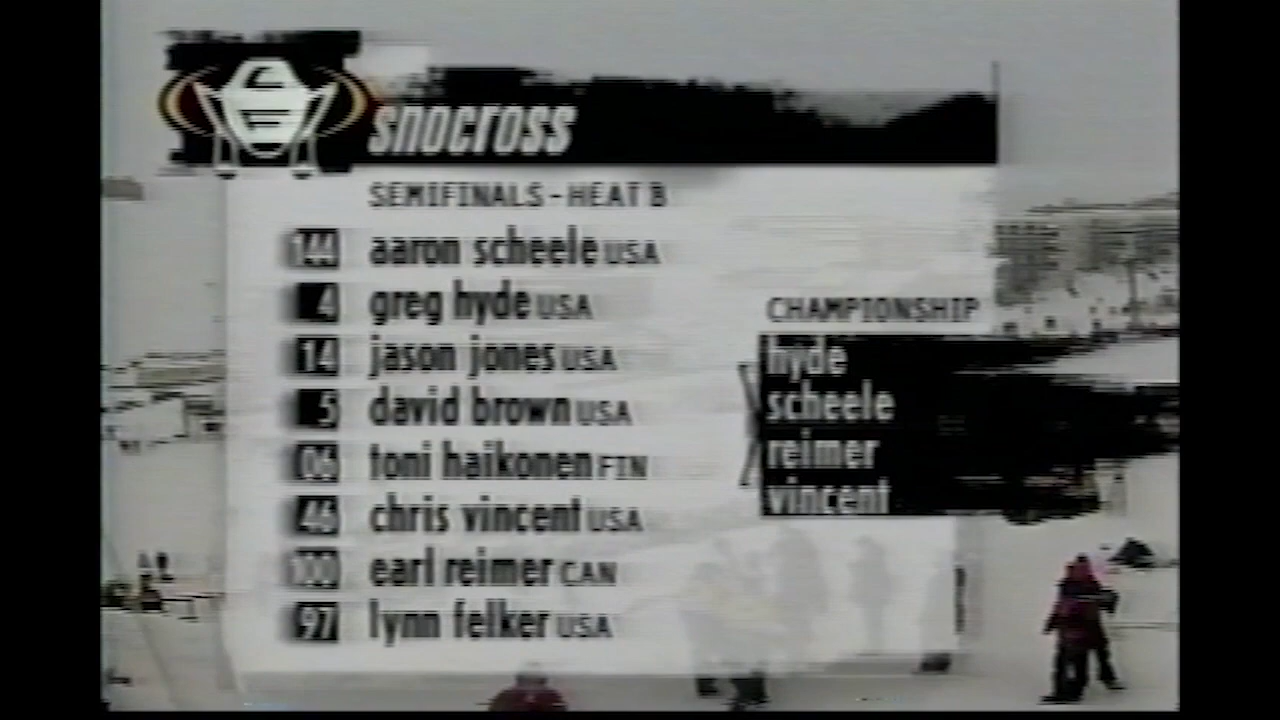 snocross
SEMIFINALS - HEAT B
144 aaron scheele USA
4 greg hyde USA
14 jason jones USA
5 david brown USA
06 toni haikonen FIN
46 chris vincent USA
100 earl reimer CAN
97 lynn felker USA
CHAMPIONSHIP
hyde
scheele
reimer
vincent